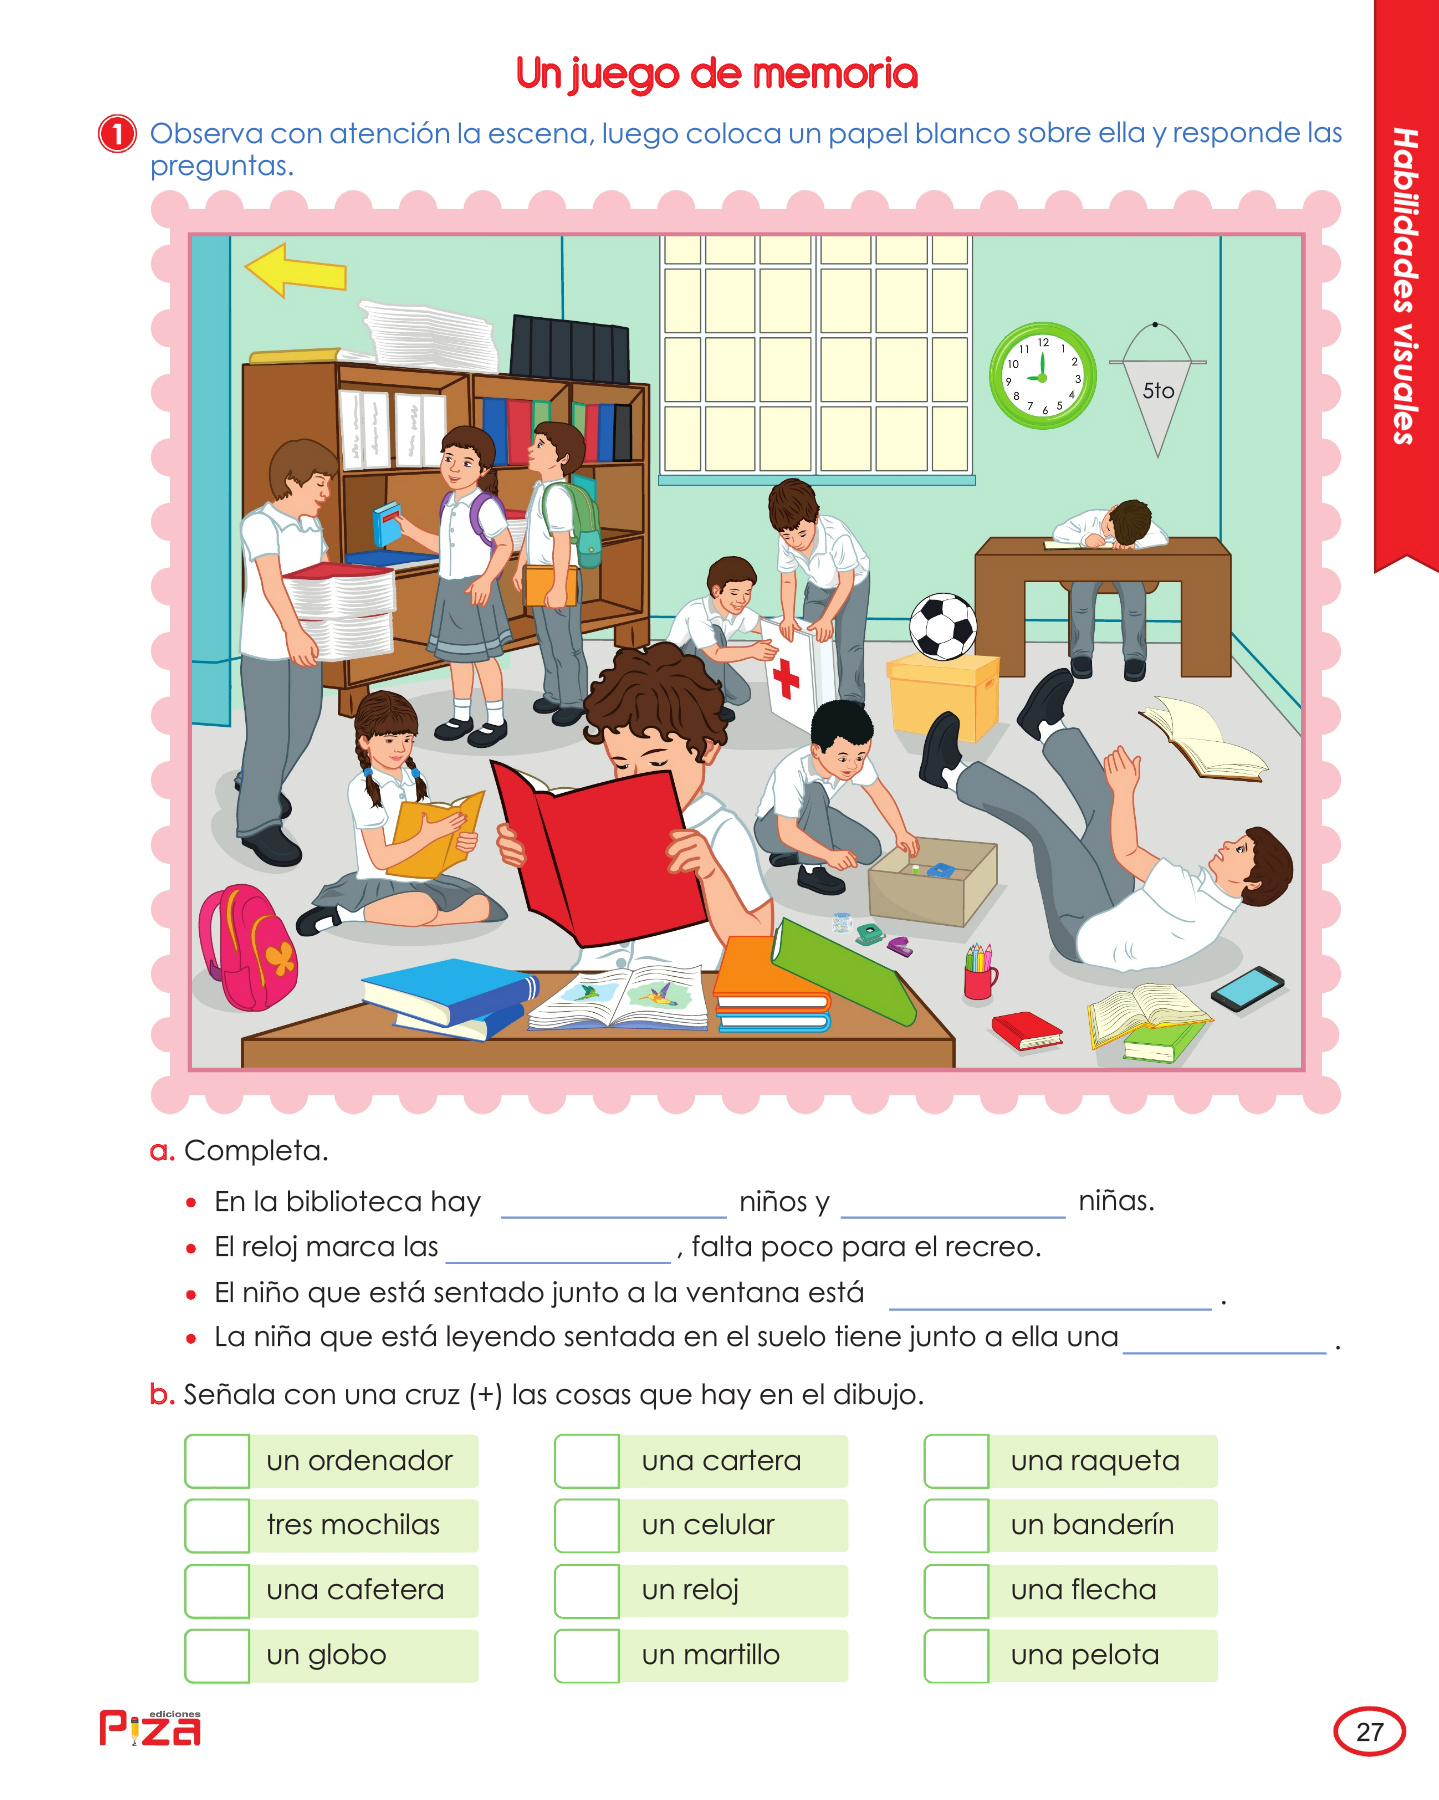 Un juego de memoria
1 Observa con atención la escena, luego coloca un papel blanco sobre ella y responde las
preguntas.
Habilidades visuales
12
11 1
10 2
9 3
8 4
7 6 5
5to
a. Completa.
• En la biblioteca hay ______ niños y ______ niñas.
• El reloj marca las ______, falta poco para el recreo.
• El niño que está sentado junto a la ventana está ______.
• La niña que está leyendo sentada en el suelo tiene junto a ella una ______.
b. Señala con una cruz (+) las cosas que hay en el dibujo.
un ordenador una cartera una raqueta
tres mochilas un celular un banderín
una cafetera un reloj una flecha
un globo un martillo una pelota
ediciones
Piza
27